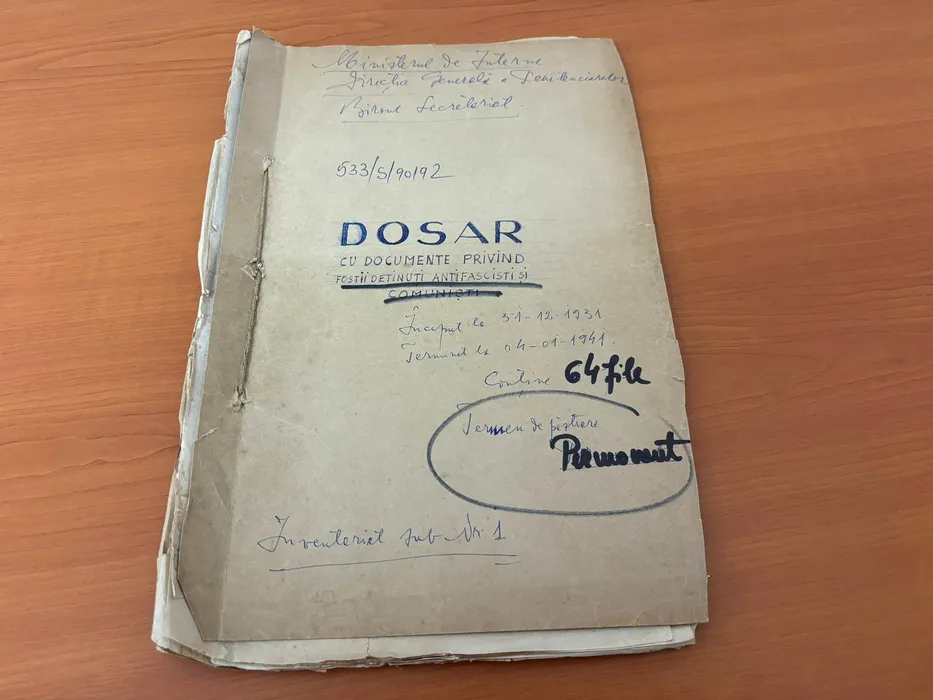 Ministerul de Interne
Direcția Generală a Penitenciarelor
Biroul Secretariat.
533/S/90192
DOSAR
CU DOCUMENTE PRIVIND
FOSTII DETINUTI ANTIFASCISTI SI
COMUNIȘTI
Început la 31-12-1931
Terminat la 04-01-1941.
Conține 64 file
Termen de păstrare
Permanent
Inventariat sub Nr. 1